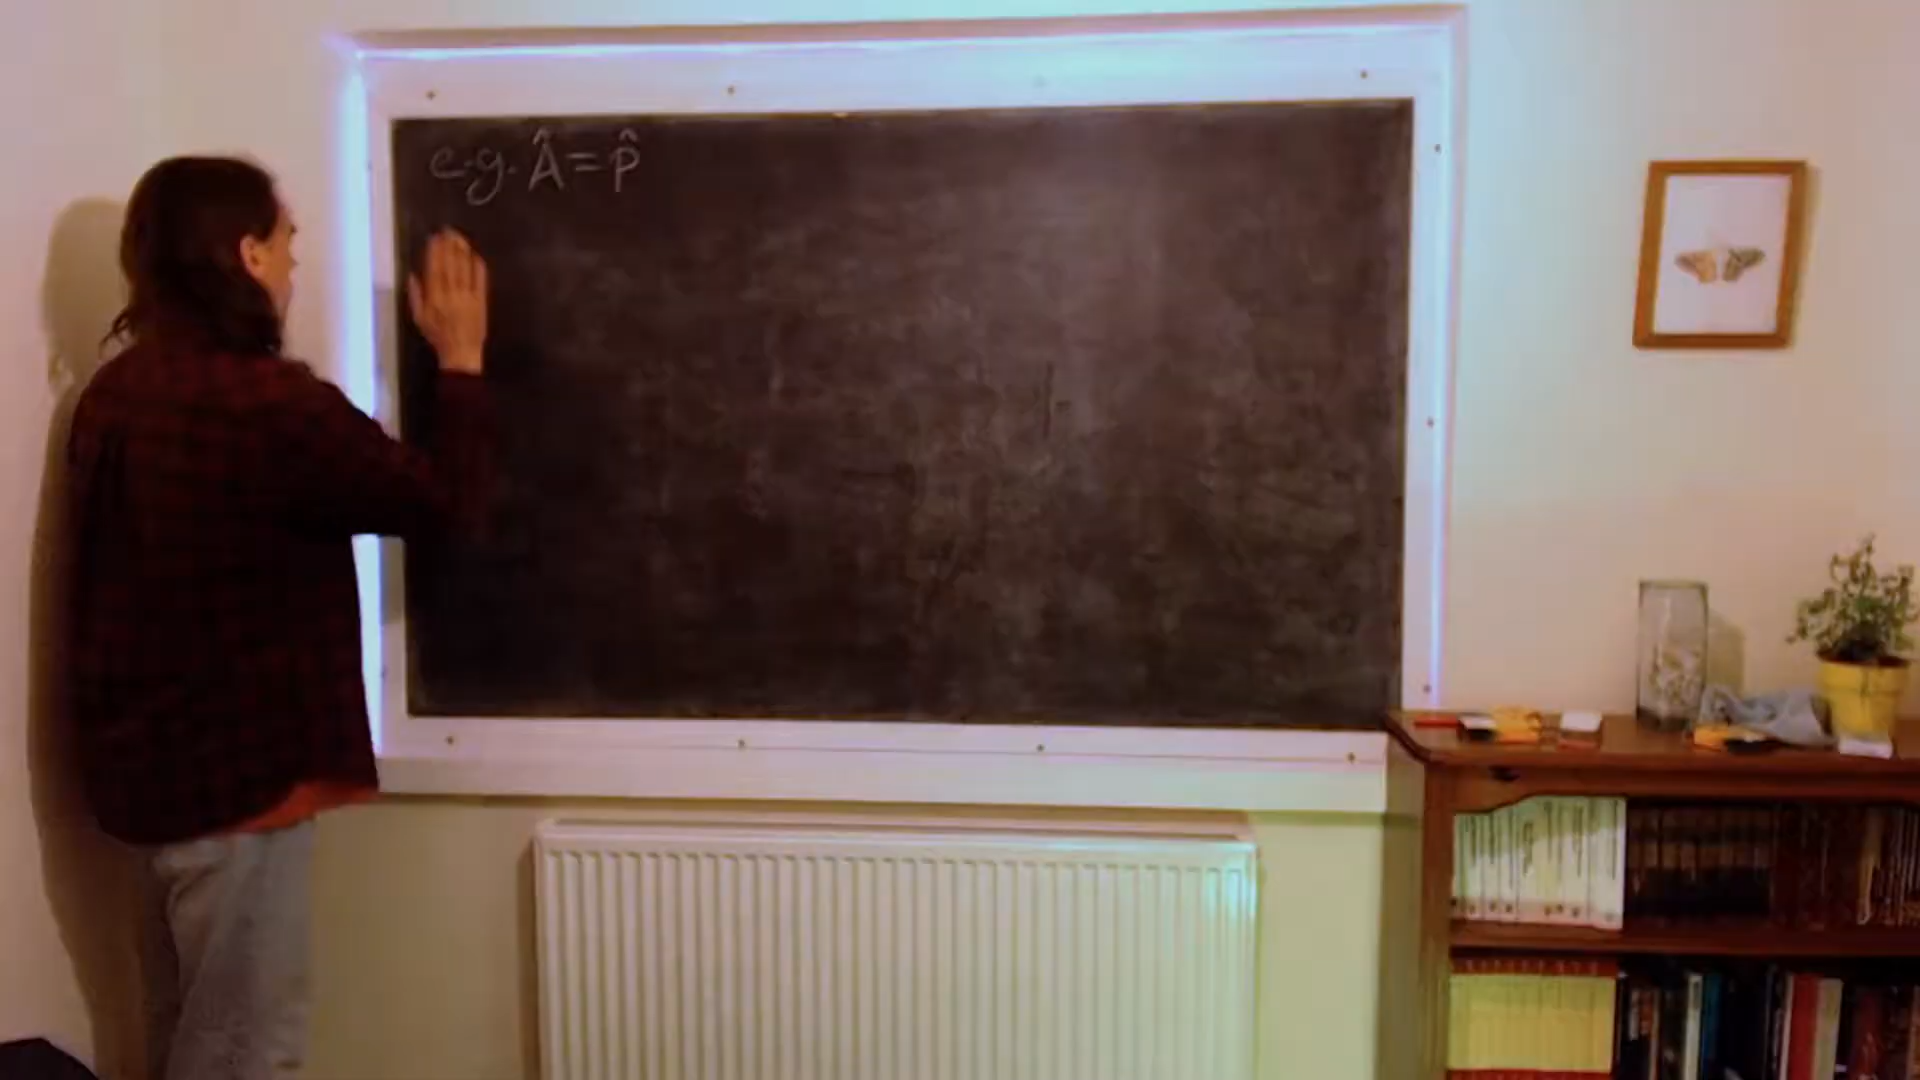 e.g. Â = p̂